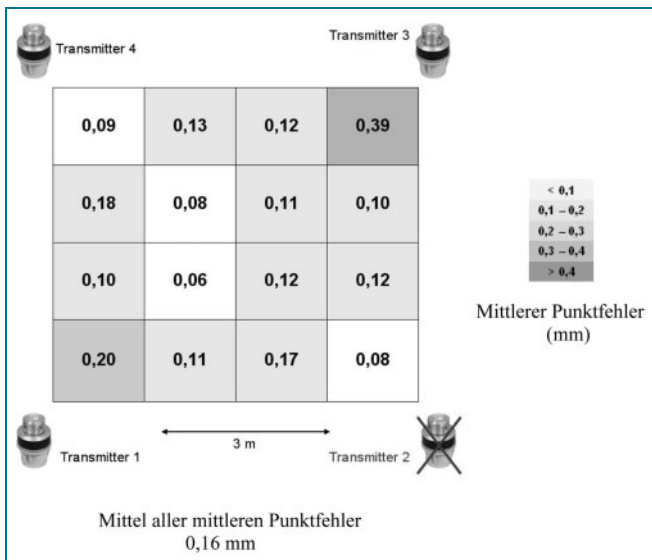 Transmitter 4
Transmitter 3
0,09 0,13 0,12 0,39
0,18 0,08 0,11 0,10
0,10 0,06 0,12 0,12
0,20 0,11 0,17 0,08
< 0,1
0,1 – 0,2
0,2 – 0,3
0,3 – 0,4
> 0,4
Mittlerer Punktfehler
(mm)
Transmitter 1
3 m
Transmitter 2
Mittel aller mittleren Punktfehler
0,16 mm